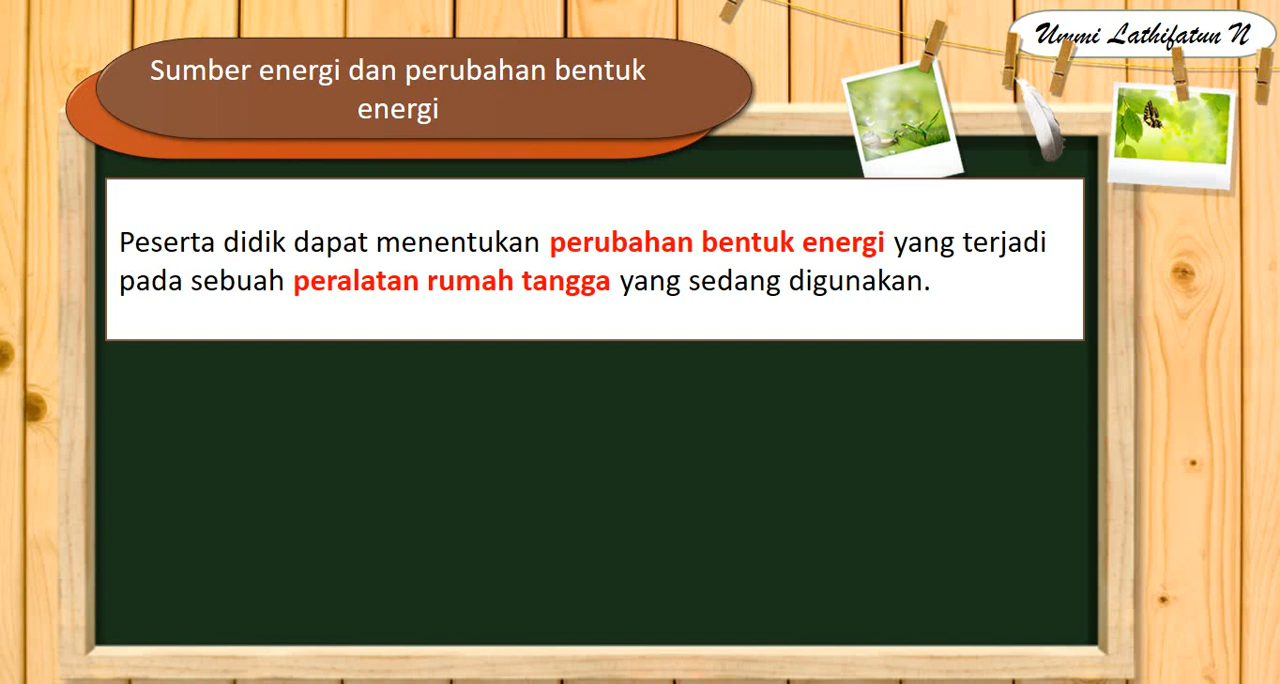 Ummi Lathifatun N
Sumber energi dan perubahan bentuk
energi
Peserta didik dapat menentukan perubahan bentuk energi yang terjadi
pada sebuah peralatan rumah tangga yang sedang digunakan.